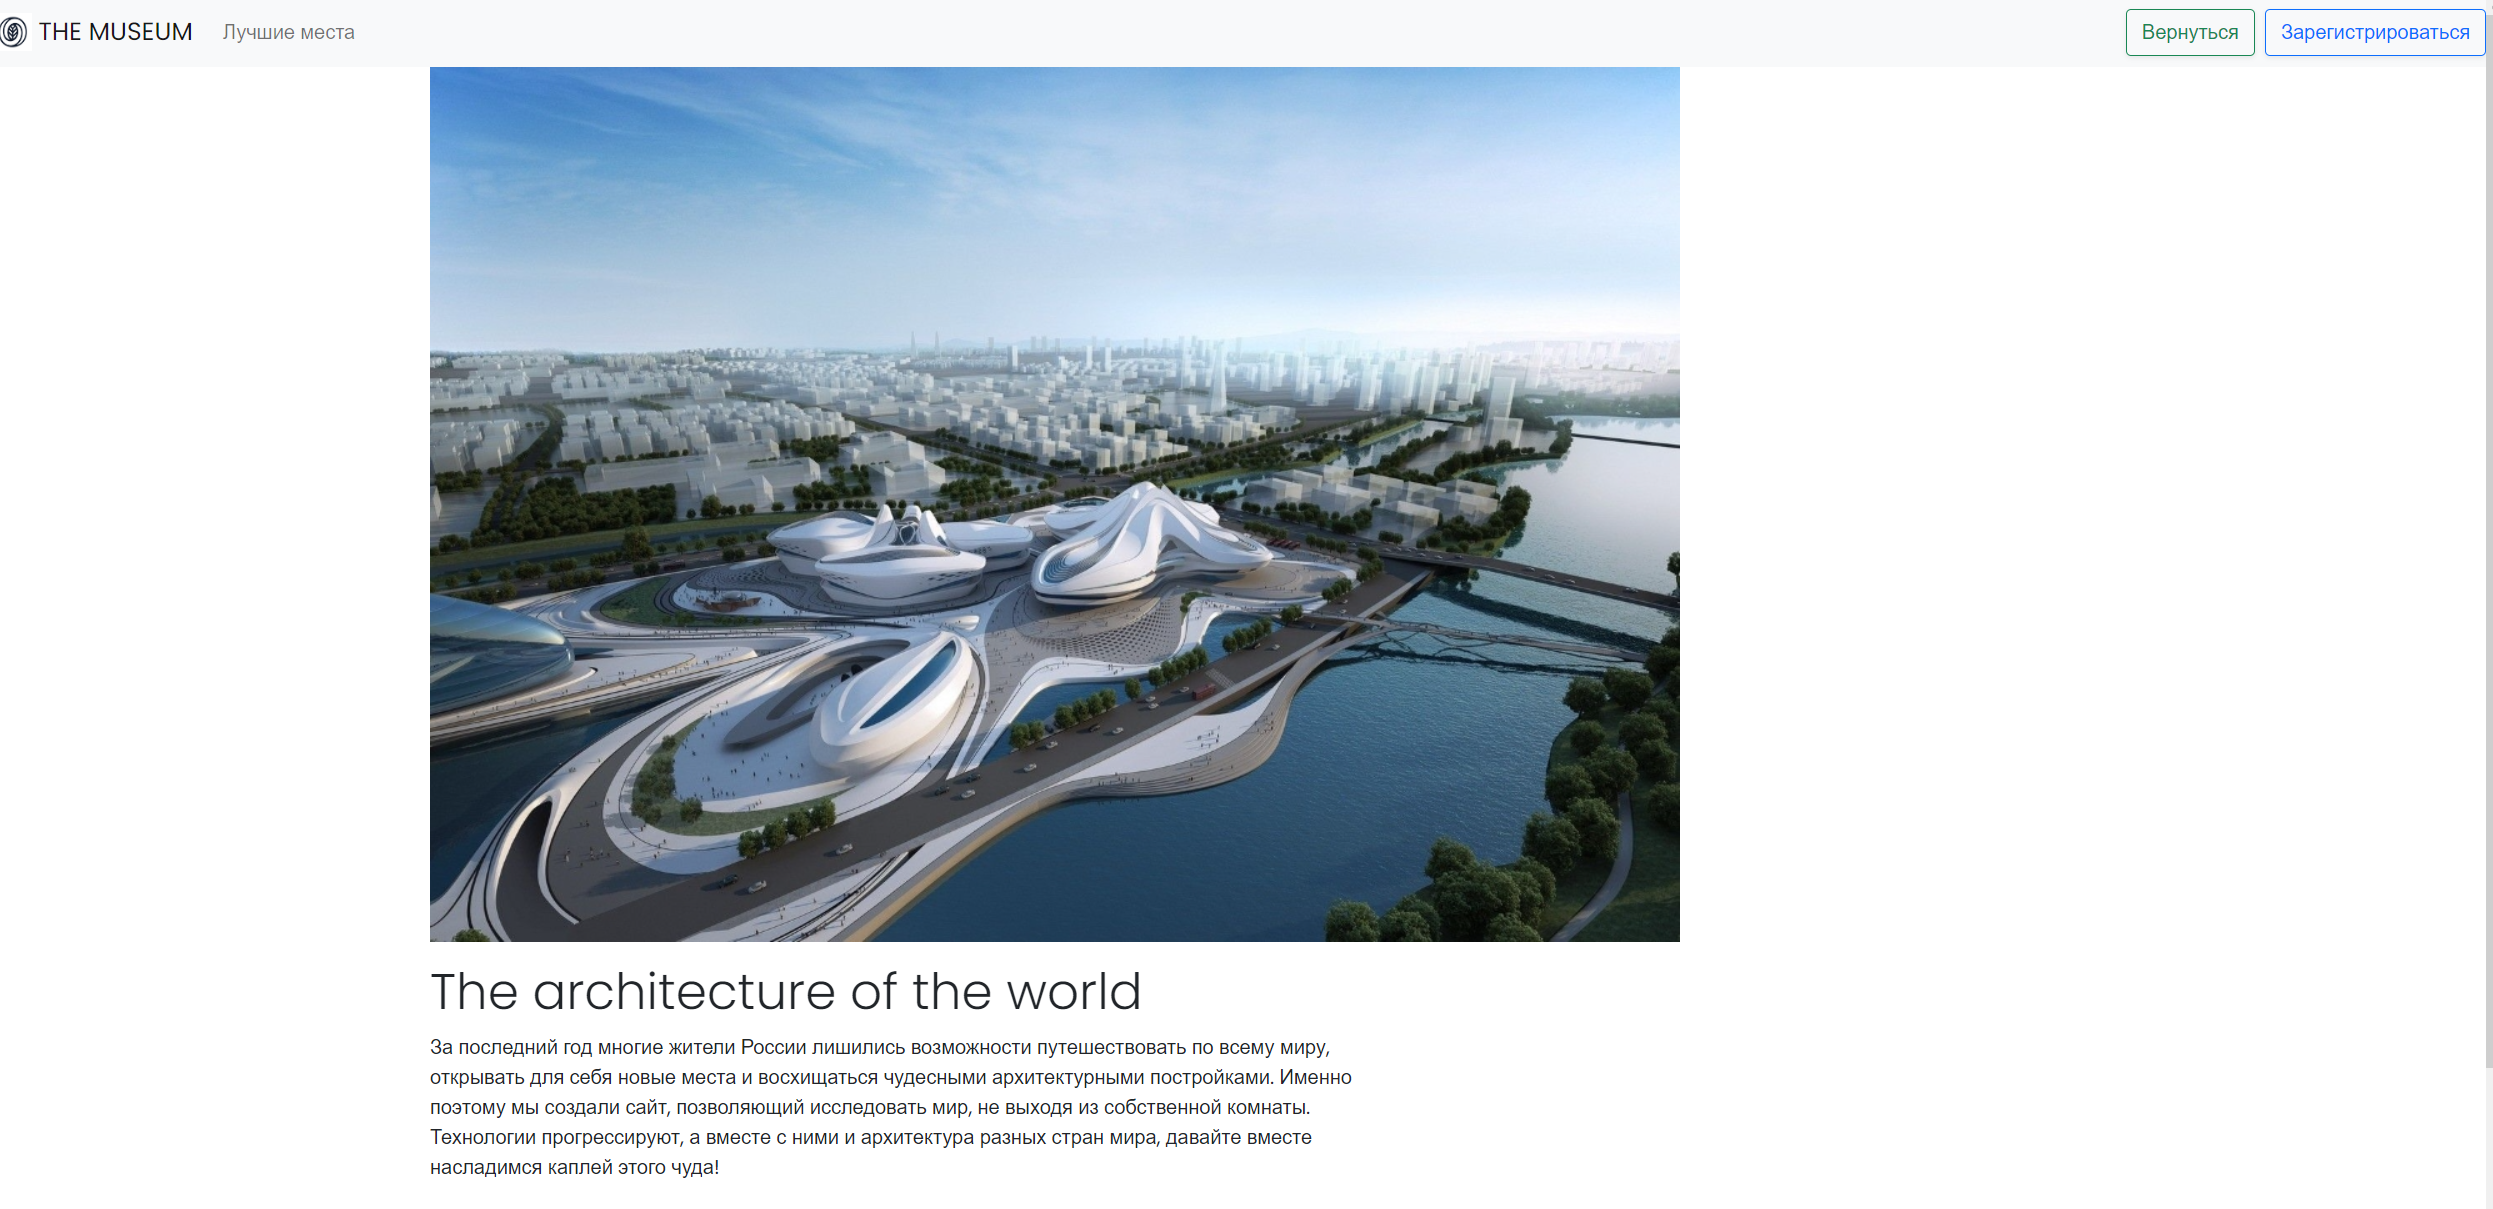 THE MUSEUM Лучшие места Вернуться Зарегистрироваться
The architecture of the world
За последний год многие жители России лишились возможности путешествовать по всему миру,
открывать для себя новые места и восхищаться чудесными архитектурными постройками. Именно
поэтому мы создали сайт, позволяющий исследовать мир, не выходя из собственной комнаты.
Технологии прогрессируют, а вместе с ними и архитектура разных стран мира, давайте вместе
насладимся каплей этого чуда!